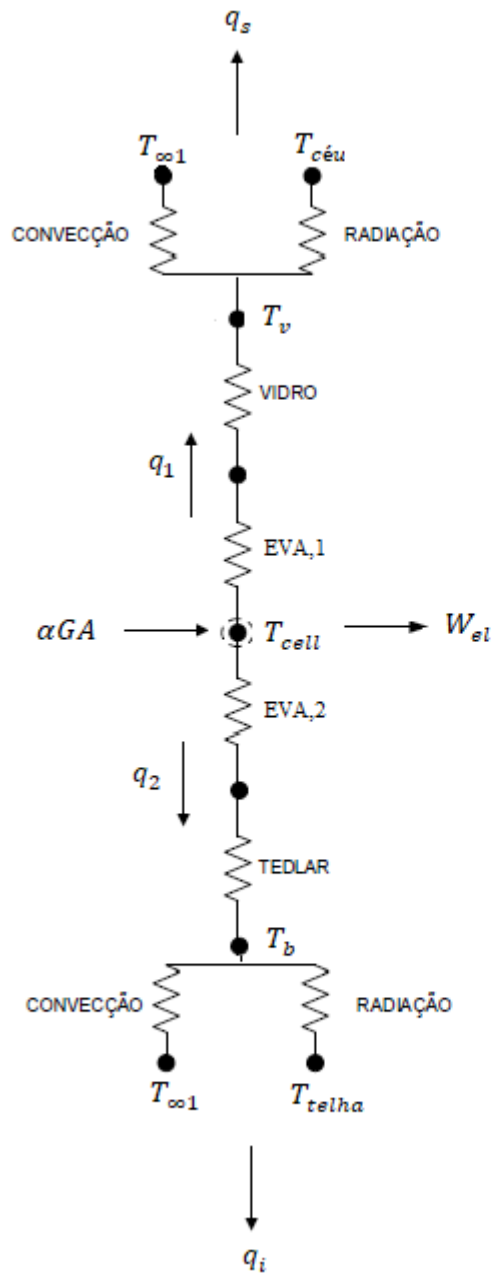 q_s
T_∞1 T_céu
CONVECÇÃO RADIAÇÃO
T_v
VIDRO
q_1
EVA,1
αGA T_cell W_el
EVA,2
q_2
TEDLAR
T_b
CONVECÇÃO RADIAÇÃO
T_∞1 T_telha
q_i